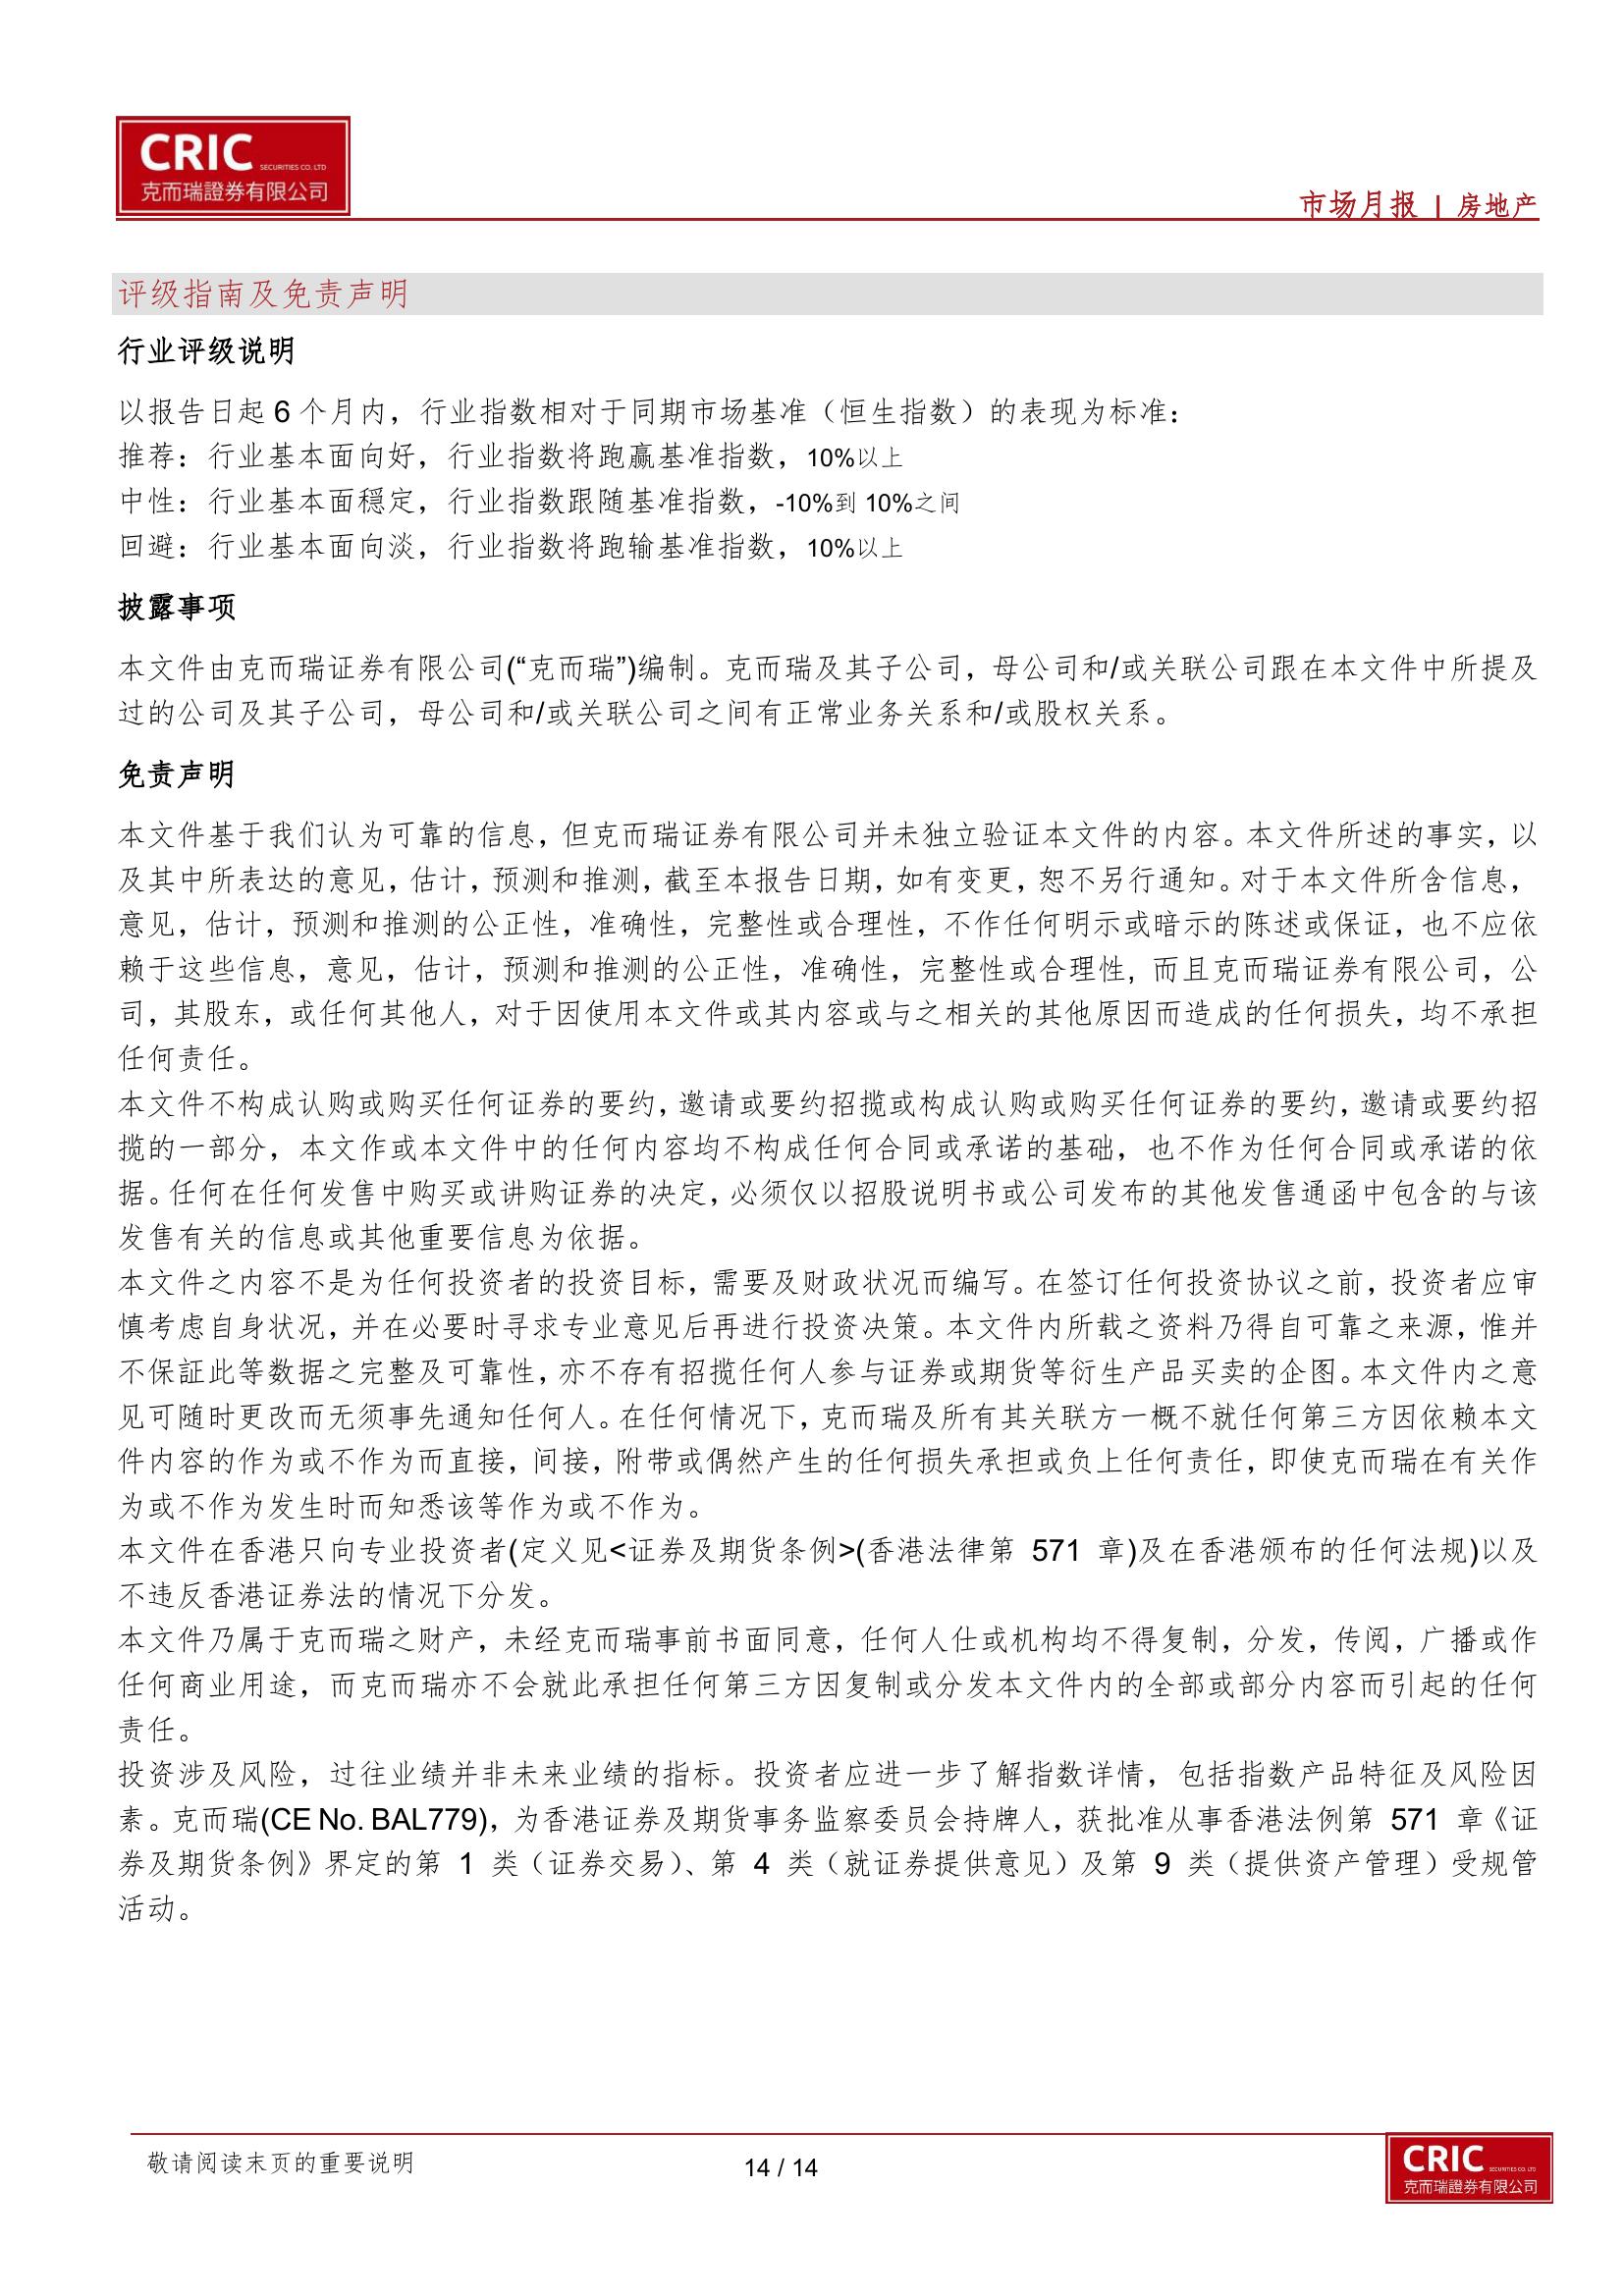 CRIC SECURITIES CO. LTD
克而瑞證券有限公司
市场月报 | 房地产
评级指南及免责声明
行业评级说明
以报告日起 6 个月内，行业指数相对于同期市场基准（恒生指数）的表现为标准：
推荐：行业基本面向好，行业指数将跑赢基准指数，10%以上
中性：行业基本面穩定，行业指数跟随基准指数，-10%到 10%之间
回避：行业基本面向淡，行业指数将跑输基准指数，10%以上
披露事项
本文件由克而瑞证券有限公司(“克而瑞”)编制。克而瑞及其子公司，母公司和/或关联公司跟在本文件中所提及
过的公司及其子公司，母公司和/或关联公司之间有正常业务关系和/或股权关系。
免责声明
本文件基于我们认为可靠的信息，但克而瑞证券有限公司并未独立验证本文件的内容。本文件所述的事实，以
及其中所表达的意见，估计，预测和推测，截至本报告日期，如有变更，恕不另行通知。对于本文件所含信息，
意见，估计，预测和推测的公正性，准确性，完整性或合理性，不作任何明示或暗示的陈述或保证，也不应依
赖于这些信息，意见，估计，预测和推测的公正性，准确性，完整性或合理性, 而且克而瑞证券有限公司，公
司，其股东，或任何其他人，对于因使用本文件或其内容或与之相关的其他原因而造成的任何损失，均不承担
任何责任。
本文件不构成认购或购买任何证券的要约，邀请或要约招揽或构成认购或购买任何证券的要约，邀请或要约招
揽的一部分，本文作或本文件中的任何内容均不构成任何合同或承诺的基础，也不作为任何合同或承诺的依
据。任何在任何发售中购买或讲购证券的决定，必须仅以招股说明书或公司发布的其他发售通函中包含的与该
发售有关的信息或其他重要信息为依据。
本文件之内容不是为任何投资者的投资目标，需要及财政状况而编写。在签订任何投资协议之前，投资者应审
慎考虑自身状况，并在必要时寻求专业意见后再进行投资决策。本文件内所载之资料乃得自可靠之来源，惟并
不保証此等数据之完整及可靠性，亦不存有招揽任何人参与证券或期货等衍生产品买卖的企图。本文件内之意
见可随时更改而无须事先通知任何人。在任何情况下，克而瑞及所有其关联方一概不就任何第三方因依赖本文
件内容的作为或不作为而直接，间接，附带或偶然产生的任何损失承担或负上任何责任，即使克而瑞在有关作
为或不作为发生时而知悉该等作为或不作为。
本文件在香港只向专业投资者(定义见<证券及期货条例>(香港法律第 571 章)及在香港颁布的任何法规)以及
不违反香港证券法的情况下分发。
本文件乃属于克而瑞之财产，未经克而瑞事前书面同意，任何人仕或机构均不得复制，分发，传阅，广播或作
任何商业用途，而克而瑞亦不会就此承担任何第三方因复制或分发本文件内的全部或部分内容而引起的任何
责任。
投资涉及风险，过往业绩并非未来业绩的指标。投资者应进一步了解指数详情，包括指数产品特征及风险因
素。克而瑞(CE No. BAL779)，为香港证券及期货事务监察委员会持牌人，获批准从事香港法例第 571 章《证
券及期货条例》界定的第 1 类（证券交易）、第 4 类（就证券提供意见）及第 9 类（提供资产管理）受规管
活动。
敬请阅读末页的重要说明
14 / 14
CRIC SECURITIES CO. LTD
克而瑞證券有限公司